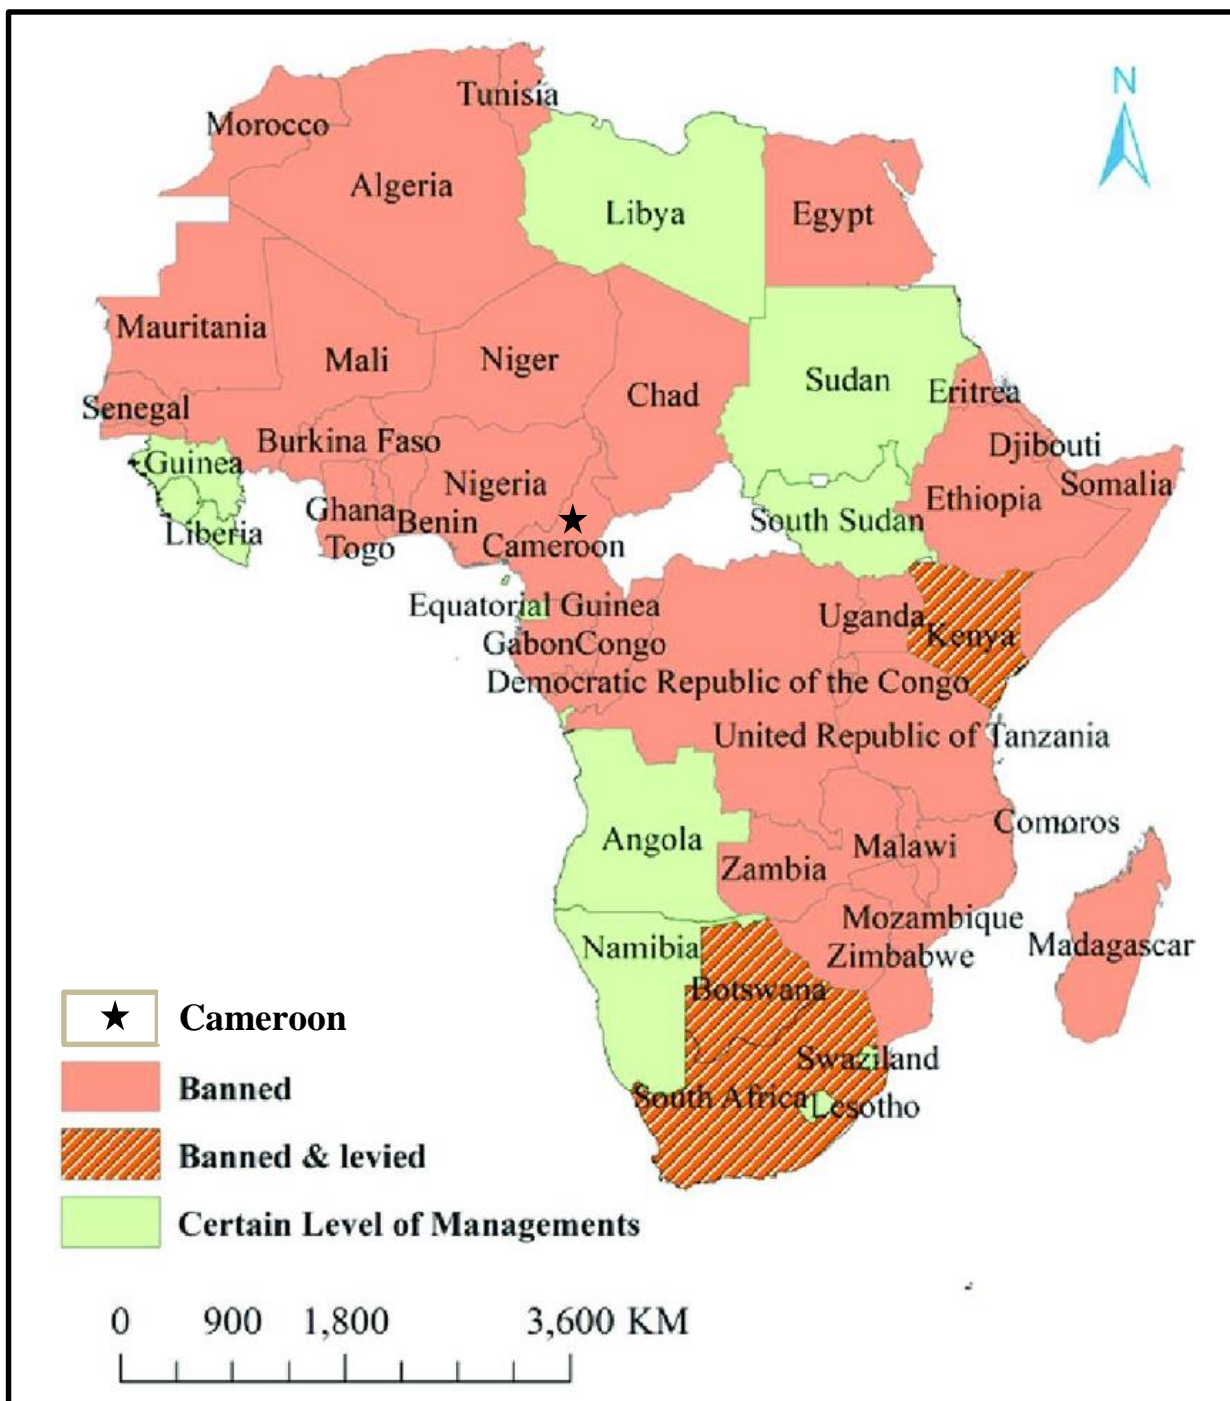 N
Tunisia
Morocco
Algeria
Libya
Egypt
Mauritania
Mali
Niger
Chad
Sudan
Eritrea
Senegal
Burkina Faso
Djibouti
Guinea
Nigeria
Ethiopia
Somalia
Ghana
Benin
South Sudan
Liberia
Togo
Cameroon
Equatorial Guinea
Uganda
Kenya
Gabon
Congo
Democratic Republic of the Congo
United Republic of Tanzania
Comoros
Angola
Malawi
Zambia
Mozambique
Namibia
Zimbabwe
Madagascar
Botswana
Cameroon
Swaziland
Banned
South Africa
Lesotho
Banned & levied
Certain Level of Managements
0 900 1,800 3,600 KM